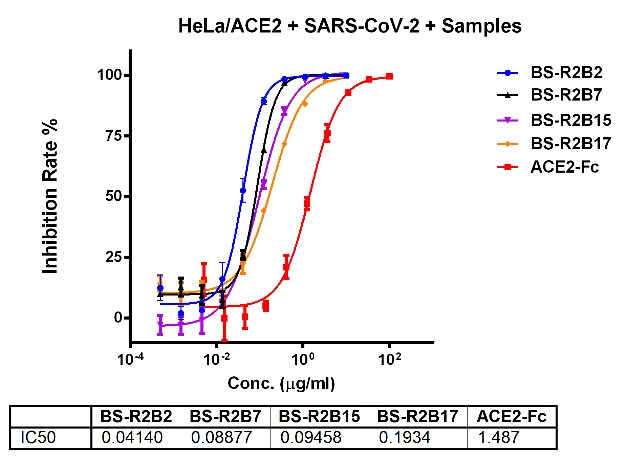 HeLa/ACE2 + SARS-CoV-2 + Samples
Inhibition Rate %
100
75
50
25
0
10-4
10-2
100
102
Conc. (μg/ml)
BS-R2B2
BS-R2B7
BS-R2B15
BS-R2B17
ACE2-Fc
BS-R2B2 BS-R2B7 BS-R2B15 BS-R2B17 ACE2-Fc
IC50 0.04140 0.08877 0.09458 0.1934 1.487